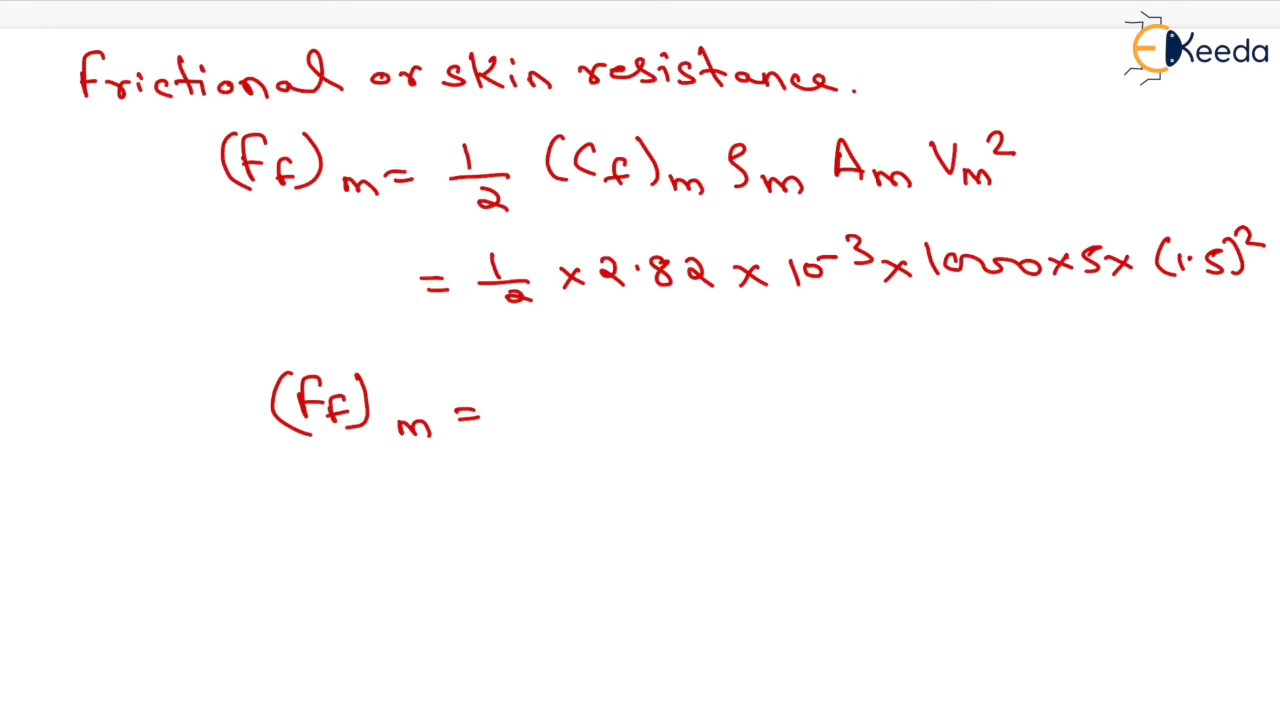 EKeeda
Frictional or skin resistance.
(Ff)m = 1/2 (Cf)m ρm Am Vm²
= 1/2 × 2.82 × 10⁻³ × 1000 × 5 × (1.5)²
(Ff)m =